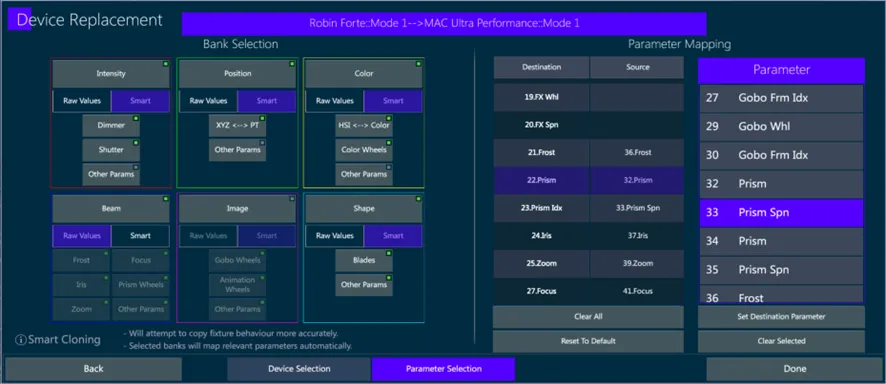 Device Replacement
Robin Forte::Mode 1-->MAC Ultra Performance::Mode 1
Bank Selection
Intensity
Raw Values Smart
Dimmer
Shutter
Other Params
Position
Raw Values Smart
XYZ <--> PT
Other Params
Color
Raw Values Smart
HSI <--> Color
Color Wheels
Other Params
Beam
Raw Values Smart
Frost Focus
Iris Prism Wheels
Zoom Other Params
Image
Raw Values Smart
Gobo Wheels
Animation
Wheels
Other Params
Shape
Raw Values Smart
Blades
Other Params
Smart Cloning
- Will attempt to copy fixture behaviour more accurately.
- Selected banks will map relevant parameters automatically.
Parameter Mapping
Destination Source
19.FX Whl
20.FX Spn
21.Frost 36.Frost
22.Prism 32.Prism
23.Prism Idx 33.Prism Spn
24.Iris 37.Iris
25.Zoom 39.Zoom
27.Focus 41.Focus
Clear All
Reset To Default
Parameter
27 Gobo Frm Idx
29 Gobo Whl
30 Gobo Frm Idx
32 Prism
33 Prism Spn
34 Prism
35 Prism Spn
36 Frost
Set Destination Parameter
Clear Selected
Back
Device Selection
Parameter Selection
Done